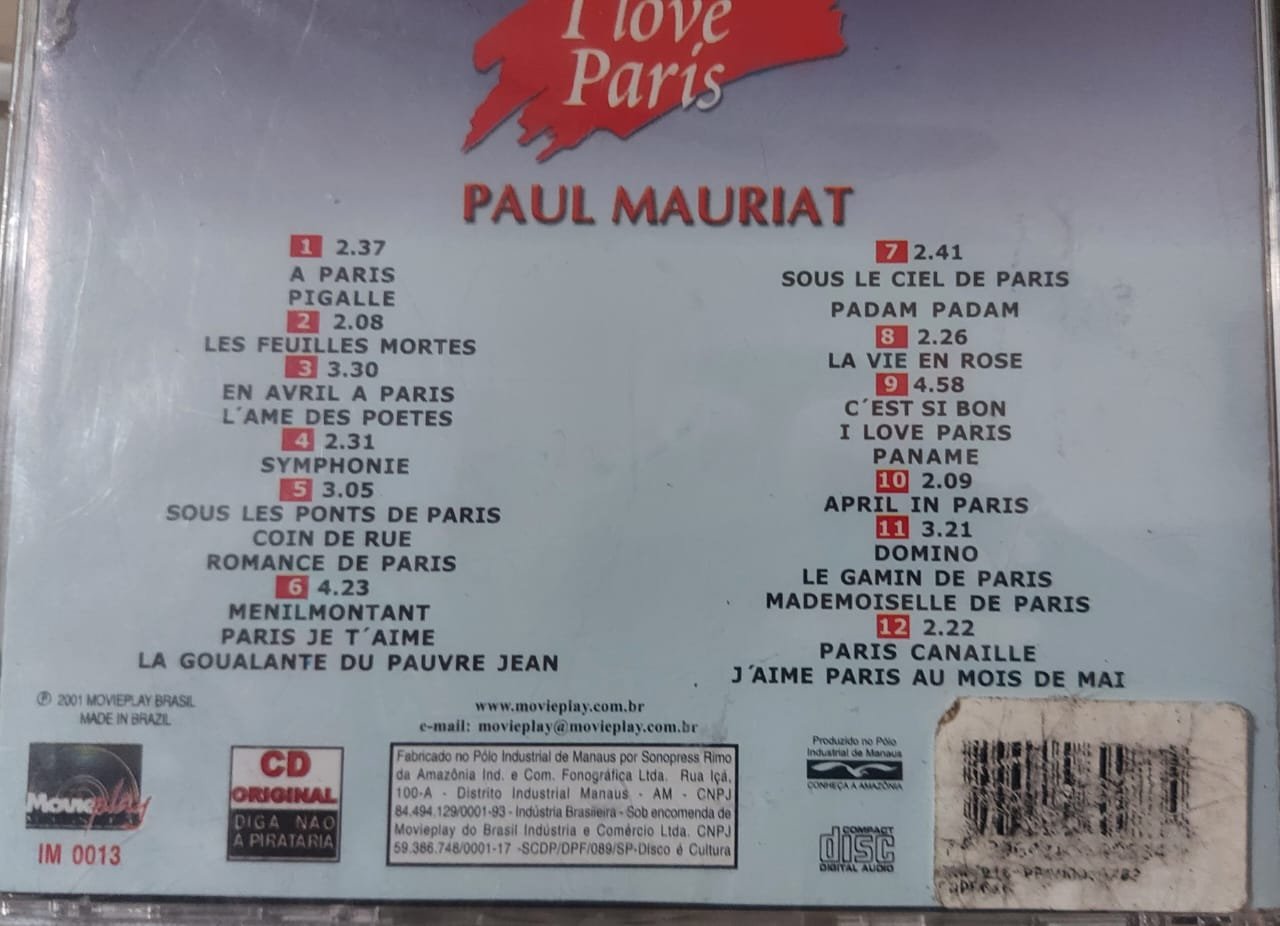 I love
Paris
PAUL MAURIAT
1 2.37
A PARIS
PIGALLE
2 2.08
LES FEUILLES MORTES
3 3.30
EN AVRIL A PARIS
L´AME DES POETES
4 2.31
SYMPHONIE
5 3.05
SOUS LES PONTS DE PARIS
COIN DE RUE
ROMANCE DE PARIS
6 4.23
MENILMONTANT
PARIS JE T´AIME
LA GOUALANTE DU PAUVRE JEAN
7 2.41
SOUS LE CIEL DE PARIS
PADAM PADAM
8 2.26
LA VIE EN ROSE
9 4.58
C´EST SI BON
I LOVE PARIS
PANAME
10 2.09
APRIL IN PARIS
11 3.21
DOMINO
LE GAMIN DE PARIS
MADEMOISELLE DE PARIS
12 2.22
PARIS CANAILLE
J´AIME PARIS AU MOIS DE MAI
℗ 2001 MOVIEPLAY BRASIL
MADE IN BRAZIL
www.movieplay.com.br
e-mail: movieplay@movieplay.com.br
Movieplay
IM 0013
CD
ORIGINAL
DIGA NÃO
À PIRATARIA
Fabricado no Pólo Industrial de Manaus por Sonopress Rimo
da Amazônia Ind. e Com. Fonográfica Ltda. Rua Içá,
100-A - Distrito Industrial Manaus - AM - CNPJ
84.494.129/0001-93 - Indústria Brasileira - Sob encomenda de
Movieplay do Brasil Indústria e Comércio Ltda. CNPJ
59.386.748/0001-17 -SCDP/DPF/089/SP-Disco é Cultura
Produzido no Pólo
Industrial de Manaus
CONHEÇA A AMAZÔNIA
COMPACT
disc
DIGITAL AUDIO